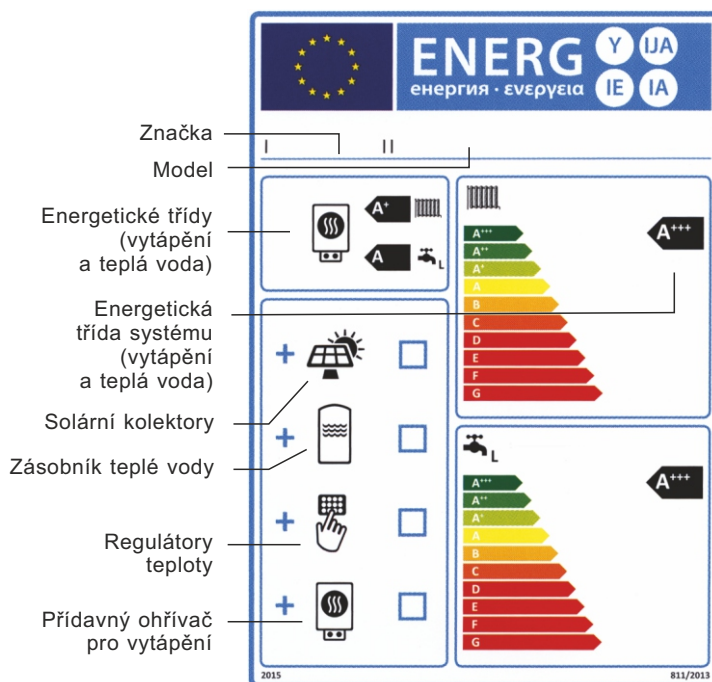 ENERG
Y IJA
IE IA
енергия · ενεργεια
Značka
I II
Model
Energetické třídy
(vytápění
a teplá voda)
A+
A
L
Energetická
třída systému
(vytápění
a teplá voda)
Solární kolektory
Zásobník teplé vody
Regulátory
teploty
Přídavný ohřívač
pro vytápění
+
+
+
+
A+++
A++
A+
A
B
C
D
E
F
G
A+++
L
A+++
A++
A+
A
B
C
D
E
F
G
A+++
2015
811/2013